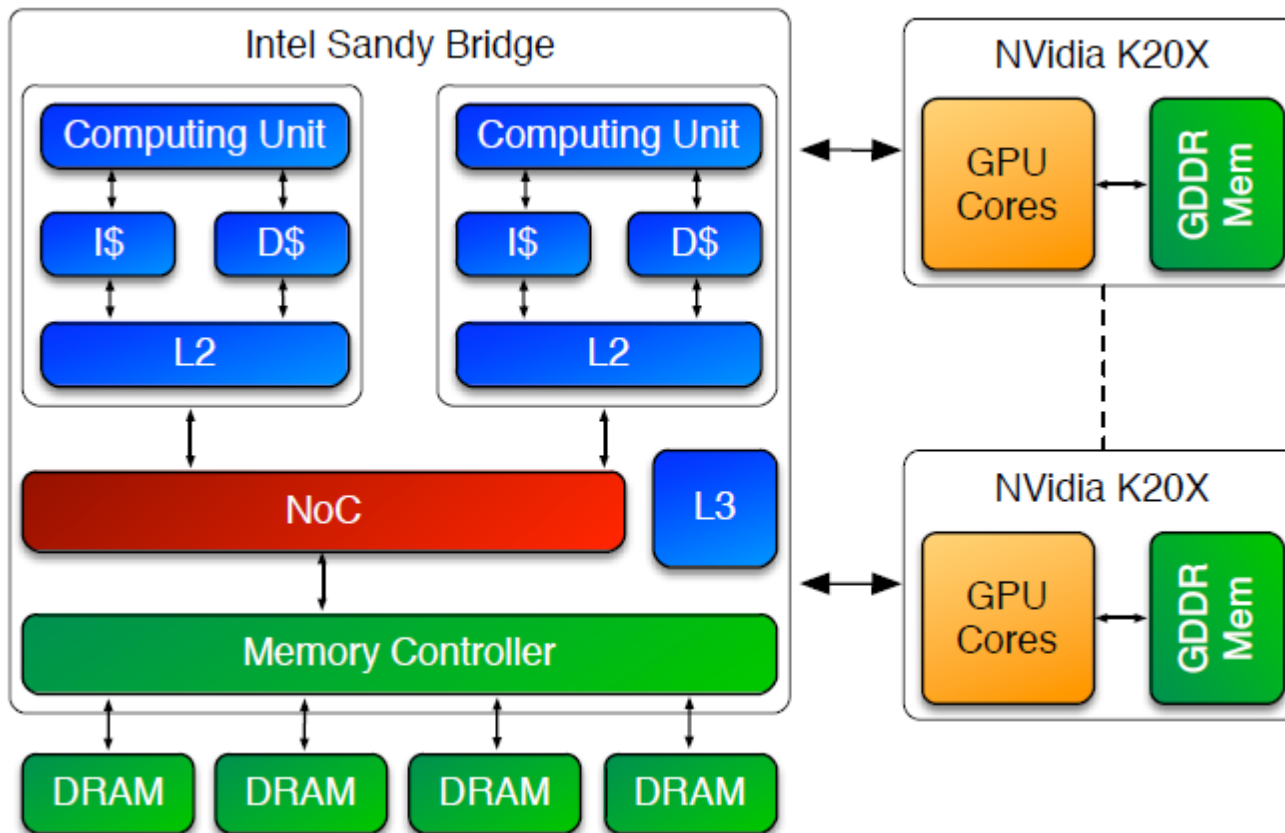 Intel Sandy Bridge
Computing Unit
I$
D$
L2
Computing Unit
I$
D$
L2
NoC
L3
Memory Controller
DRAM
DRAM
DRAM
DRAM
NVidia K20X
GPU
Cores
GDDR
Mem
NVidia K20X
GPU
Cores
GDDR
Mem